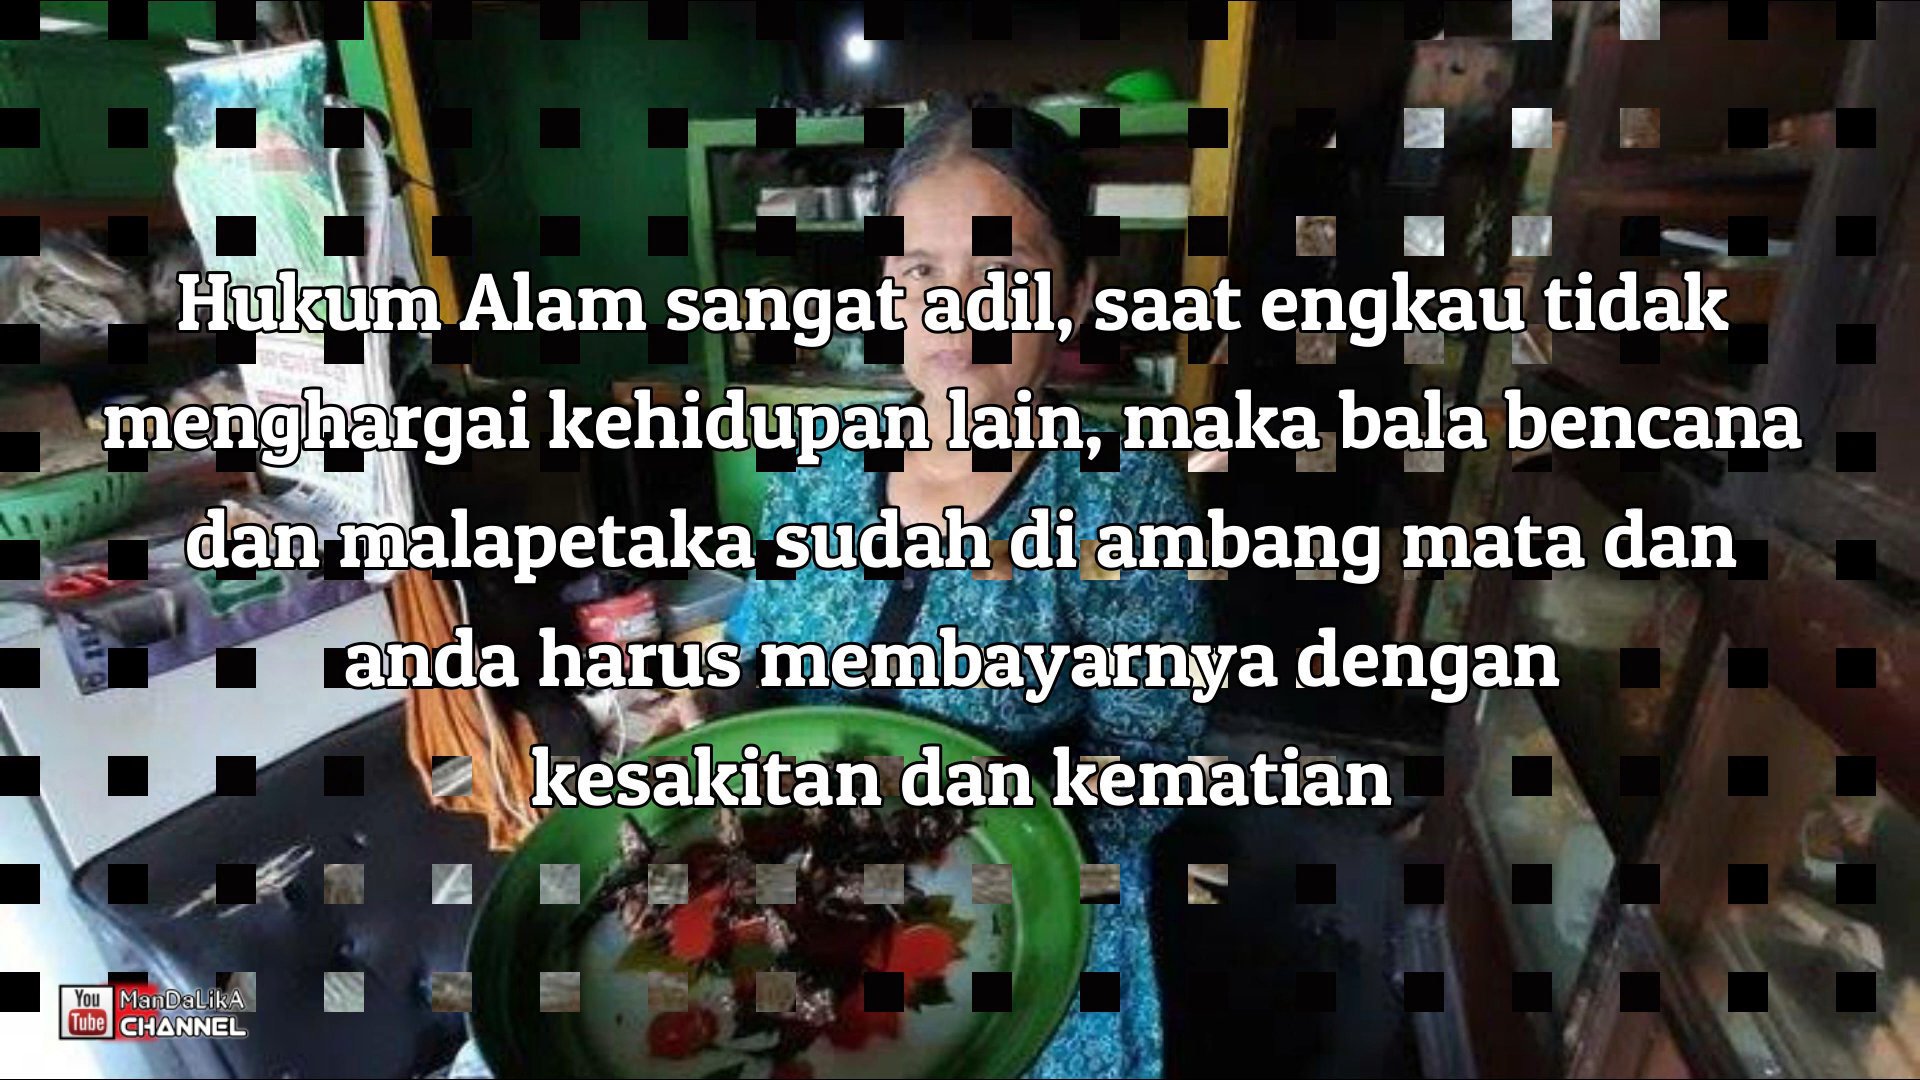 Hukum Alam sangat adil, saat engkau tidak
menghargai kehidupan lain, maka bala bencana
dan malapetaka sudah di ambang mata dan
anda harus membayarnya dengan
kesakitan dan kematian
You
Tube
ManDaLikA
CHANNEL